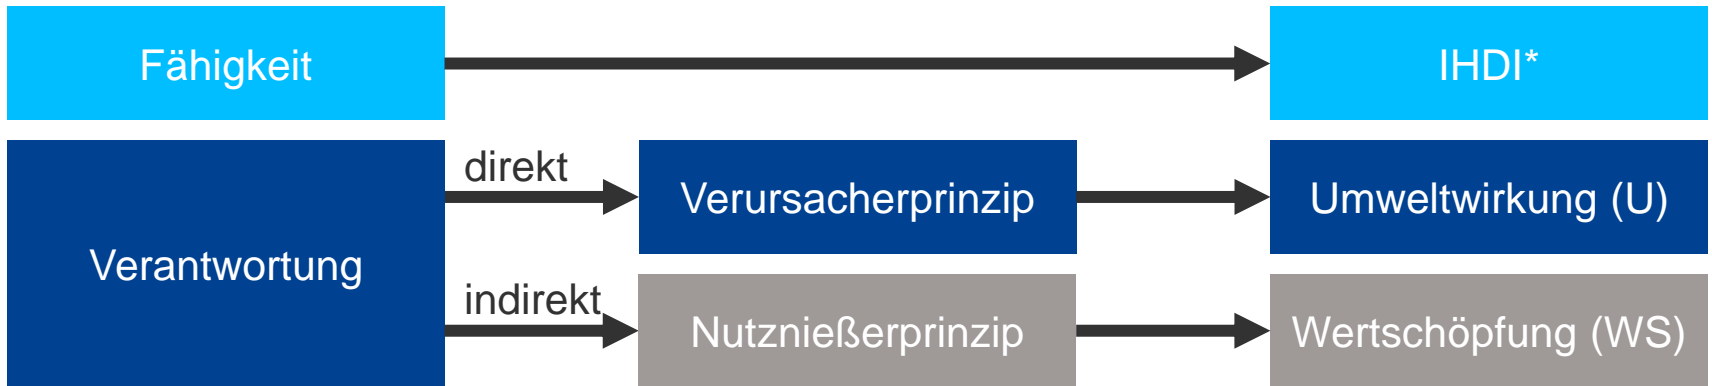 Fähigkeit
IHDI*
direkt
Verursacherprinzip
Umweltwirkung (U)
Verantwortung
indirekt
Nutznießerprinzip
Wertschöpfung (WS)